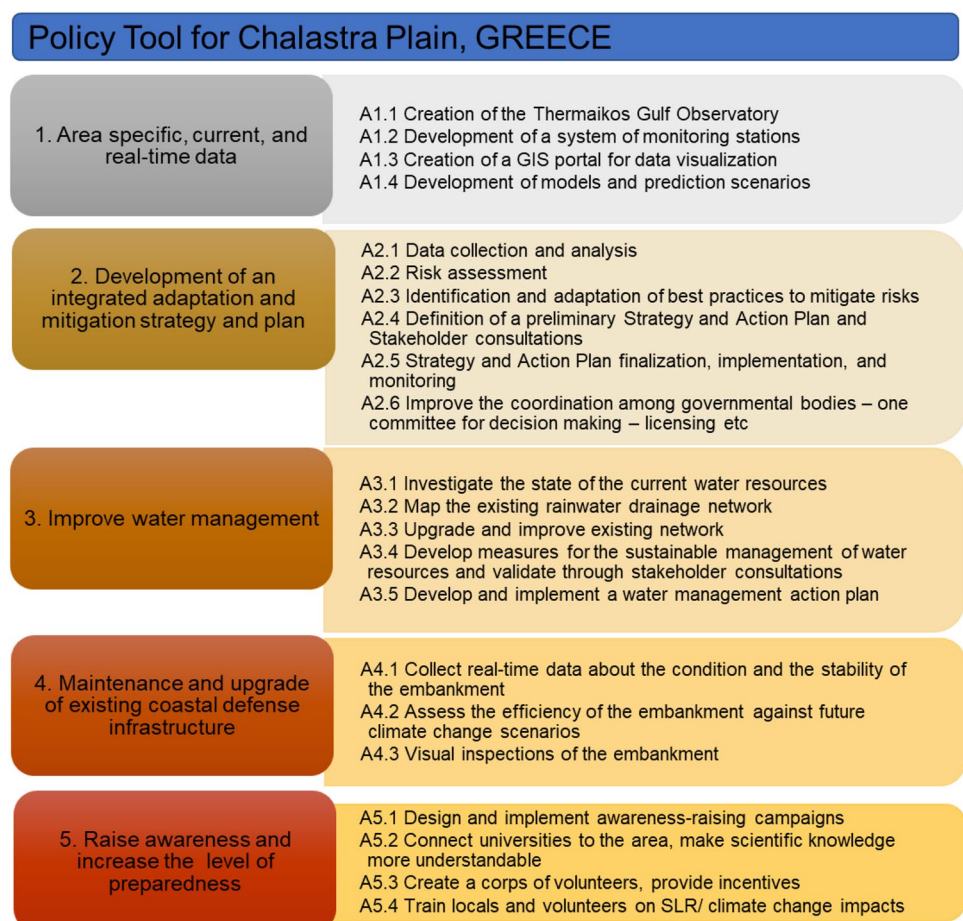 Policy Tool for Chalastra Plain, GREECE
1. Area specific, current, and
real-time data
A1.1 Creation of the Thermaikos Gulf Observatory
A1.2 Development of a system of monitoring stations
A1.3 Creation of a GIS portal for data visualization
A1.4 Development of models and prediction scenarios
2. Development of an
integrated adaptation and
mitigation strategy and plan
A2.1 Data collection and analysis
A2.2 Risk assessment
A2.3 Identification and adaptation of best practices to mitigate risks
A2.4 Definition of a preliminary Strategy and Action Plan and
Stakeholder consultations
A2.5 Strategy and Action Plan finalization, implementation, and
monitoring
A2.6 Improve the coordination among governmental bodies – one
committee for decision making – licensing etc
3. Improve water management
A3.1 Investigate the state of the current water resources
A3.2 Map the existing rainwater drainage network
A3.3 Upgrade and improve existing network
A3.4 Develop measures for the sustainable management of water
resources and validate through stakeholder consultations
A3.5 Develop and implement a water management action plan
4. Maintenance and upgrade
of existing coastal defense
infrastructure
A4.1 Collect real-time data about the condition and the stability of
the embankment
A4.2 Assess the efficiency of the embankment against future
climate change scenarios
A4.3 Visual inspections of the embankment
5. Raise awareness and
increase the level of
preparedness
A5.1 Design and implement awareness-raising campaigns
A5.2 Connect universities to the area, make scientific knowledge
more understandable
A5.3 Create a corps of volunteers, provide incentives
A5.4 Train locals and volunteers on SLR/ climate change impacts